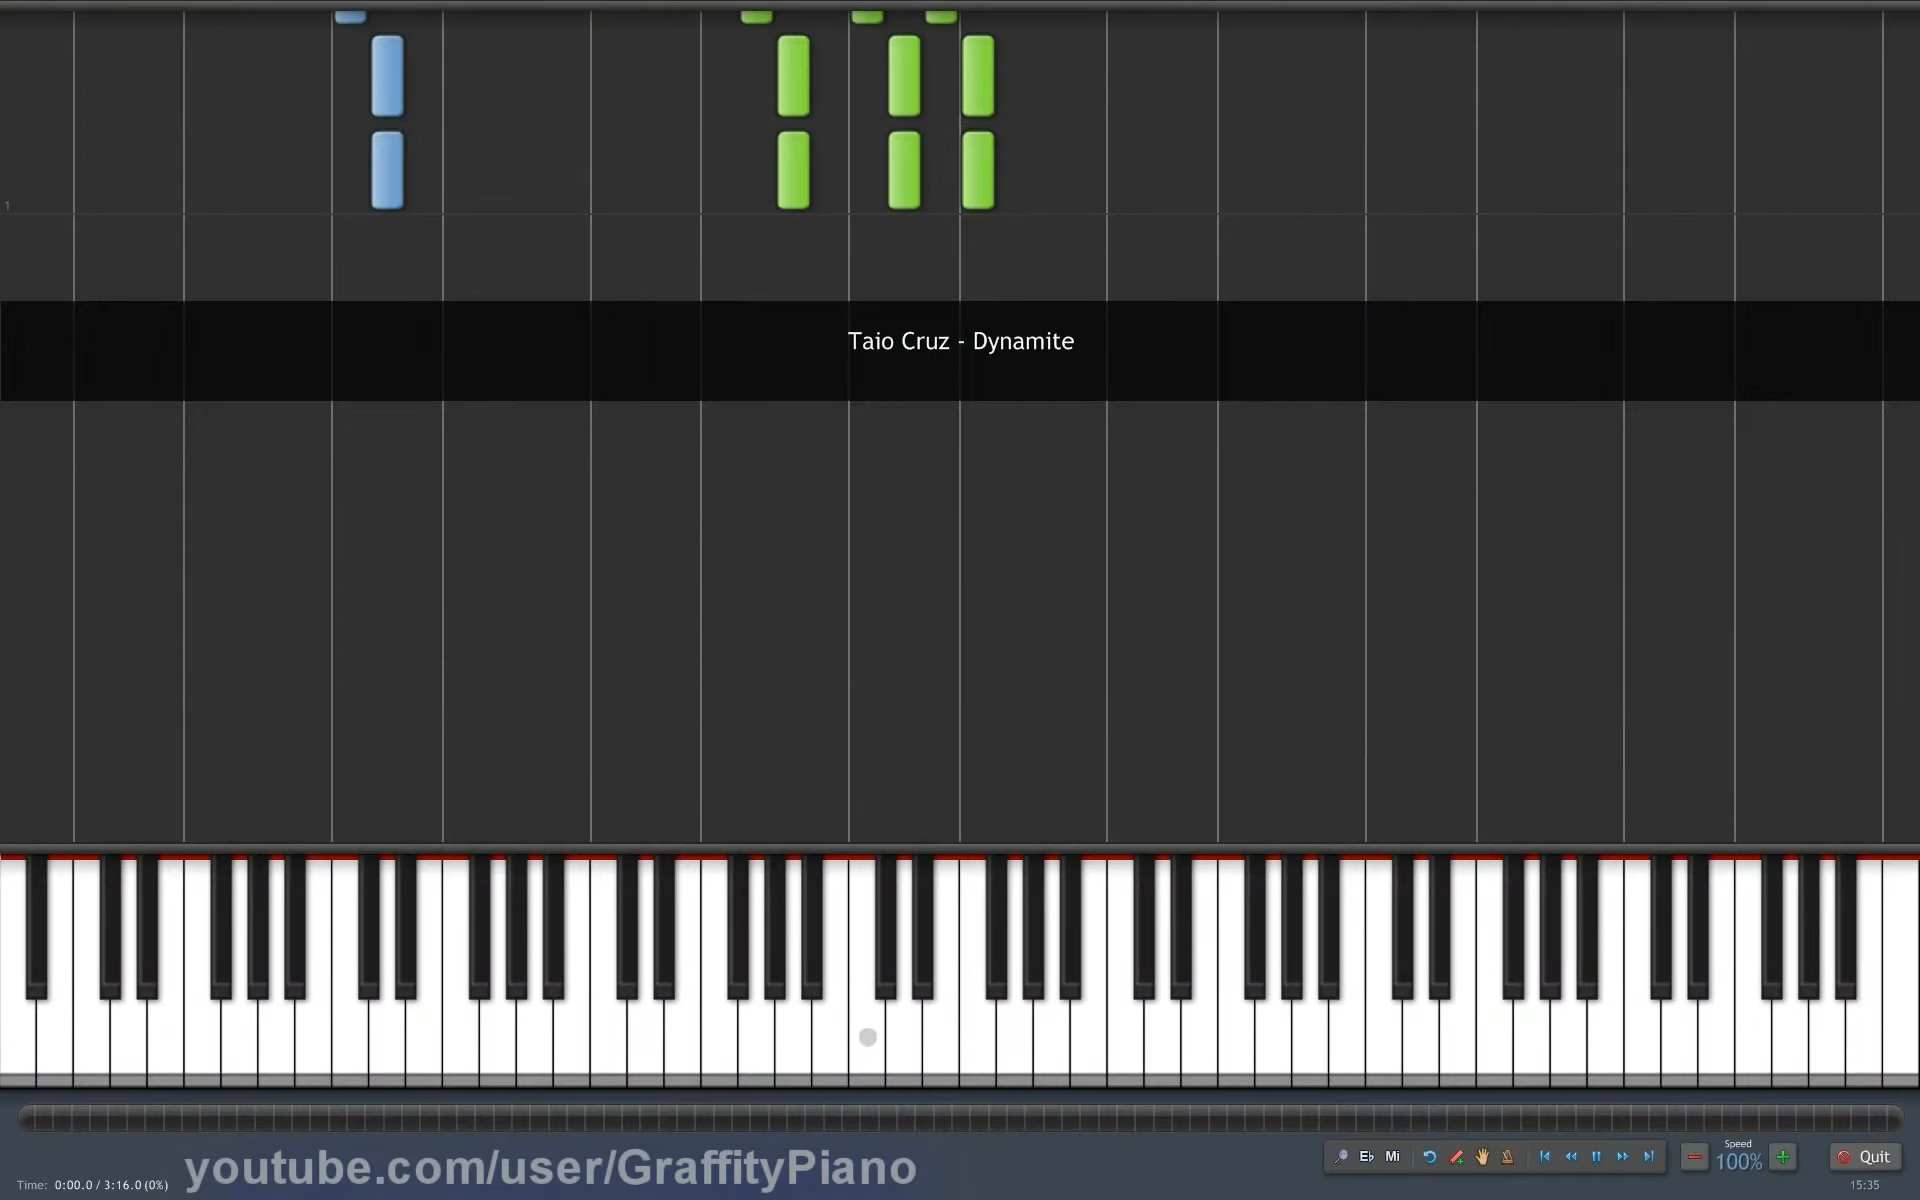 1
Taio Cruz - Dynamite
E♭ Mi
Speed
100%
Quit
youtube.com/user/GraffityPiano
Time: 0:00.0 / 3:16.0 (0%)
15:35